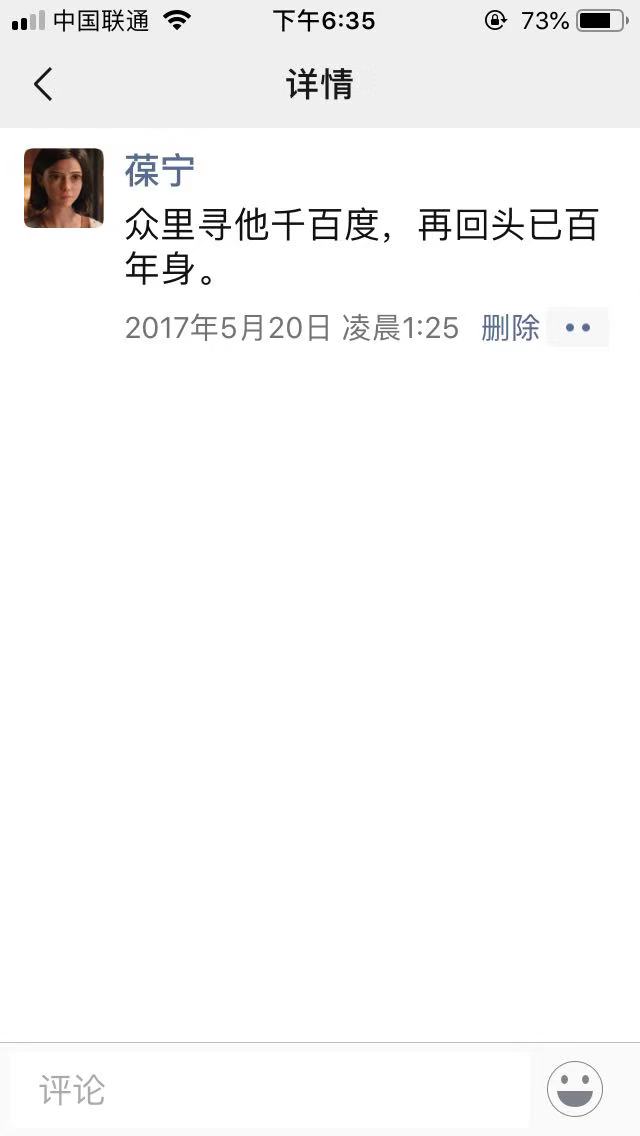 中国联通 下午6:35 73%
详情
葆宁
众里寻他千百度，再回头已百
年身。
2017年5月20日 凌晨1:25 删除
评论